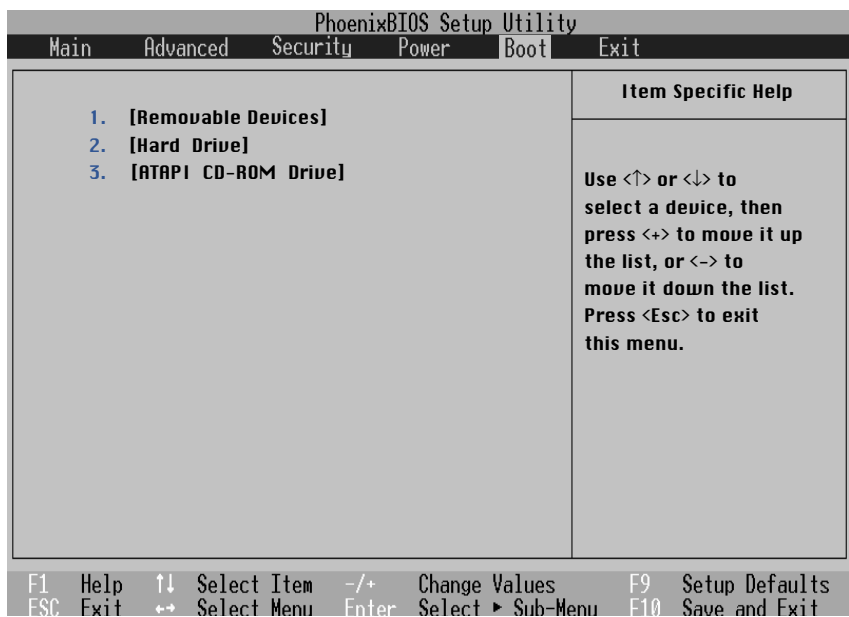 PhoenixBIOS Setup Utility
Main Advanced Security Power Boot Exit
Item Specific Help
1. [Removable Devices]
2. [Hard Drive]
3. [ATAPI CD-ROM Drive]
Use <↑> or <↓> to
select a device, then
press <+> to move it up
the list, or <-> to
move it down the list.
Press <Esc> to exit
this menu.
F1 Help ↑↓ Select Item -/+ Change Values F9 Setup Defaults
ESC Exit ←→ Select Menu Enter Select ▸ Sub-Menu F10 Save and Exit